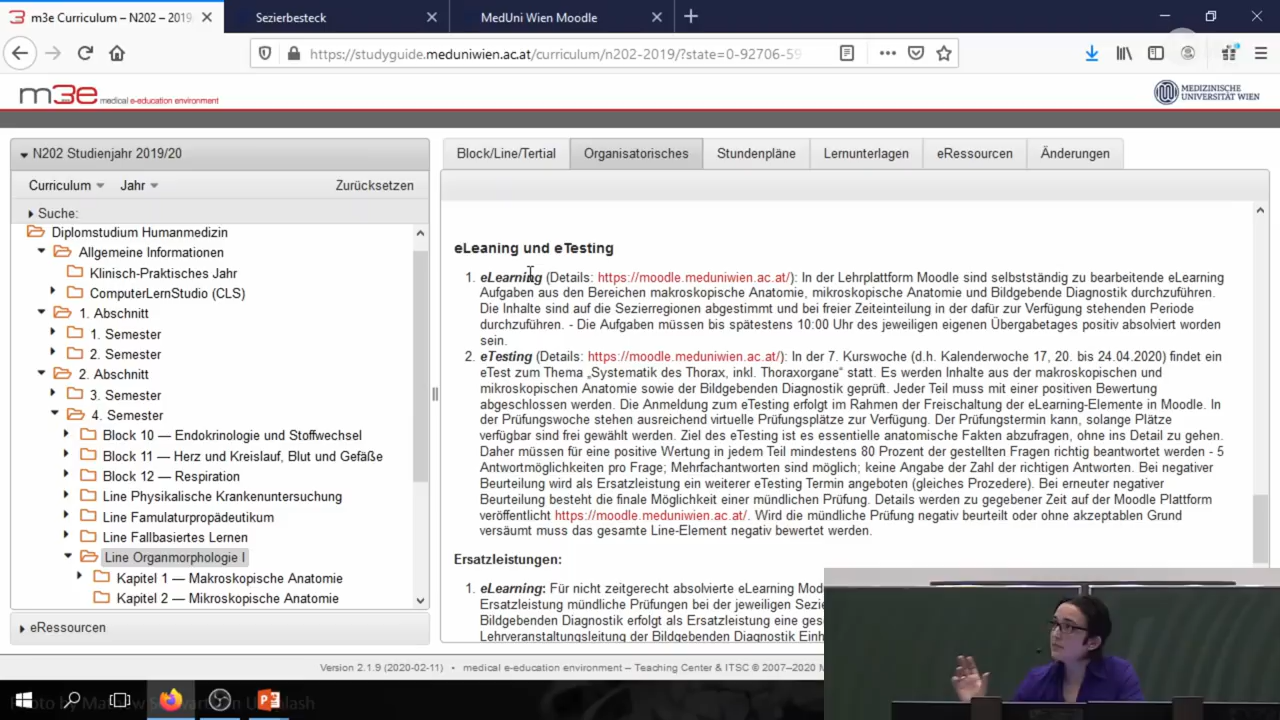 m3e Curriculum – N202 – 2019
Sezierbesteck
MedUni Wien Moodle
https://studyguide.meduniwien.ac.at/curriculum/n202-2019/?state=0-92706-59
m3e medical e-education environment
MEDIZINISCHE
UNIVERSITÄT WIEN
N202 Studienjahr 2019/20
Curriculum Jahr Zurücksetzen
Suche:
Diplomstudium Humanmedizin
Allgemeine Informationen
Klinisch-Praktisches Jahr
ComputerLernStudio (CLS)
1. Abschnitt
1. Semester
2. Semester
2. Abschnitt
3. Semester
4. Semester
Block 10 — Endokrinologie und Stoffwechsel
Block 11 — Herz und Kreislauf, Blut und Gefäße
Block 12 — Respiration
Line Physikalische Krankenuntersuchung
Line Famulaturpropädeutikum
Line Fallbasiertes Lernen
Line Organmorphologie I
Kapitel 1 — Makroskopische Anatomie
Kapitel 2 — Mikroskopische Anatomie
eRessourcen
Block/Line/Tertial Organisatorisches Stundenpläne Lernunterlagen eRessourcen Änderungen
eLeaning und eTesting
1. eLearning (Details: https://moodle.meduniwien.ac.at/): In der Lehrplattform Moodle sind selbstständig zu bearbeitende eLearning
Aufgaben aus den Bereichen makroskopische Anatomie, mikroskopische Anatomie und Bildgebende Diagnostik durchzuführen.
Die Inhalte sind auf die Sezierregionen abgestimmt und bei freier Zeiteinteilung in der dafür zur Verfügung stehenden Periode
durchzuführen. - Die Aufgaben müssen bis spätestens 10:00 Uhr des jeweiligen eigenen Übergabetages positiv absolviert worden
sein.
2. eTesting (Details: https://moodle.meduniwien.ac.at/): In der 7. Kurswoche (d.h. Kalenderwoche 17, 20. bis 24.04.2020) findet ein
eTest zum Thema „Systematik des Thorax, inkl. Thoraxorgane“ statt. Es werden Inhalte aus der makroskopischen und
mikroskopischen Anatomie sowie der Bildgebenden Diagnostik geprüft. Jeder Teil muss mit einer positiven Bewertung
abgeschlossen werden. Die Anmeldung zum eTesting erfolgt im Rahmen der Freischaltung der eLearning-Elemente in Moodle. In
der Prüfungswoche stehen ausreichend virtuelle Prüfungsplätze zur Verfügung. Der Prüfungstermin kann, solange Plätze
verfügbar sind frei gewählt werden. Ziel des eTesting ist es essentielle anatomische Fakten abzufragen, ohne ins Detail zu gehen.
Daher müssen für eine positive Wertung in jedem Teil mindestens 80 Prozent der gestellten Fragen richtig beantwortet werden - 5
Antwortmöglichkeiten pro Frage; Mehrfachantworten sind möglich; keine Angabe der Zahl der richtigen Antworten. Bei negativer
Beurteilung wird als Ersatzleistung ein weiterer eTesting Termin angeboten (gleiches Prozedere). Bei erneuter negativer
Beurteilung besteht die finale Möglichkeit einer mündlichen Prüfung. Details werden zu gegebener Zeit auf der Moodle Plattform
veröffentlicht https://moodle.meduniwien.ac.at/. Wird die mündliche Prüfung negativ beurteilt oder ohne akzeptablen Grund
versäumt muss das gesamte Line-Element negativ bewertet werden.
Ersatzleistungen:
1. eLearning: Für nicht zeitgerecht absolvierte eLearning Mod
Ersatzleistung mündliche Prüfungen bei der jeweiligen Sezie
Bildgebenden Diagnostik erfolgt als Ersatzleistung eine ges
Lehrveranstaltungsleitung der Bildgebenden Diagnostik Einh
Version 2.1.9 (2020-02-11) • medical e-education environment – Teaching Center & ITSC © 2007–2020 M